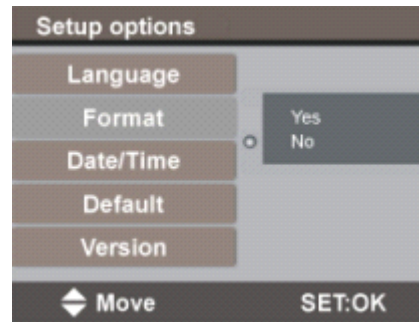 Setup options
Language
Format
Yes
No
Date/Time
Default
Version
Move SET:OK